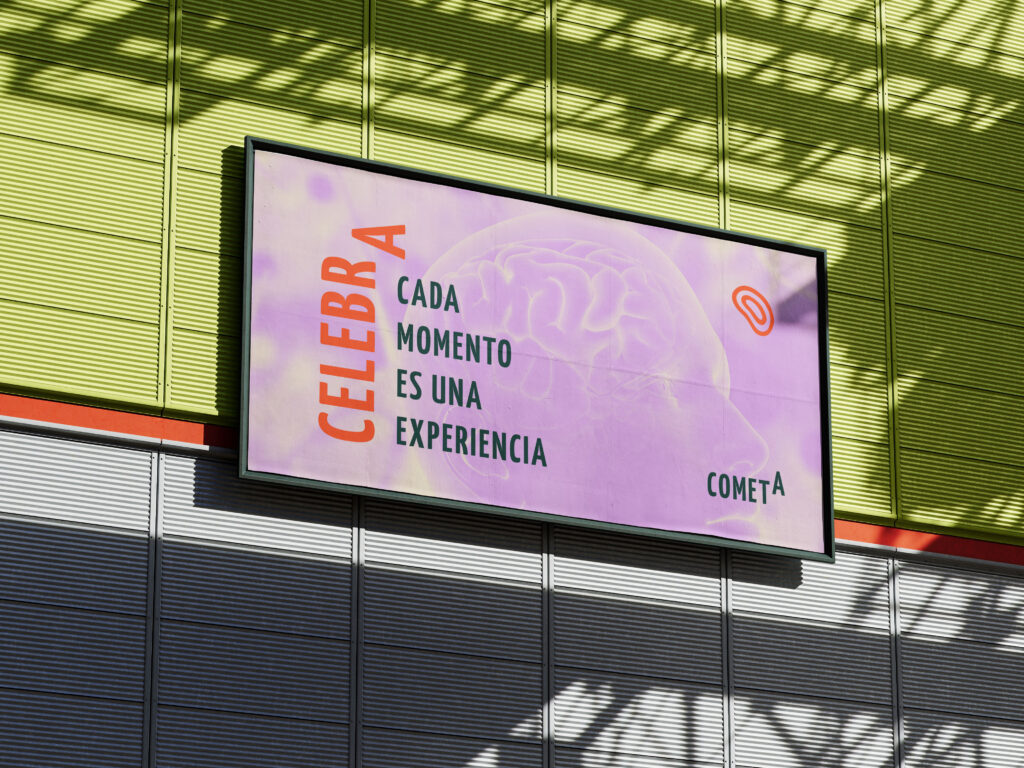 CELEBRA
CADA
MOMENTO
ES UNA
EXPERIENCIA
COMETA